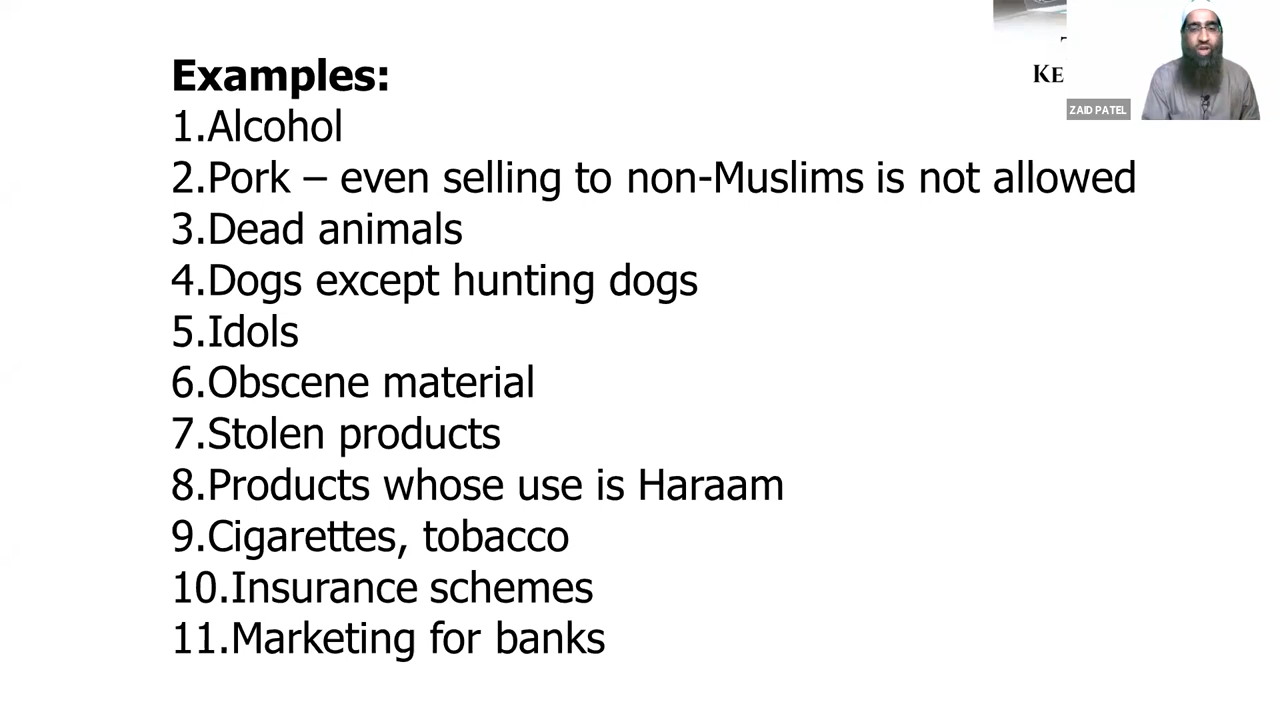 Examples:
1.Alcohol
2.Pork – even selling to non-Muslims is not allowed
3.Dead animals
4.Dogs except hunting dogs
5.Idols
6.Obscene material
7.Stolen products
8.Products whose use is Haraam
9.Cigarettes, tobacco
10.Insurance schemes
11.Marketing for banks
KE
ZAID PATEL